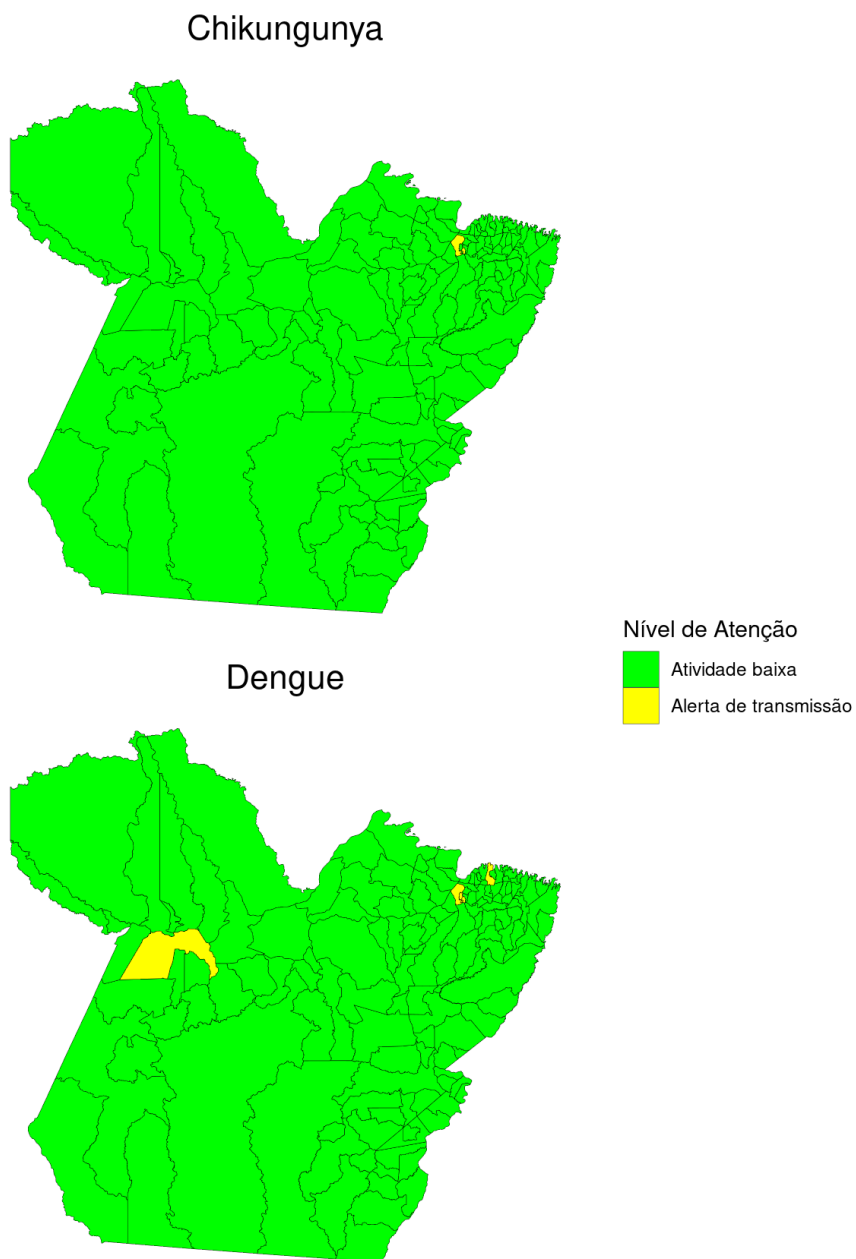 Chikungunya
Nível de Atenção
Atividade baixa
Alerta de transmissão
Dengue